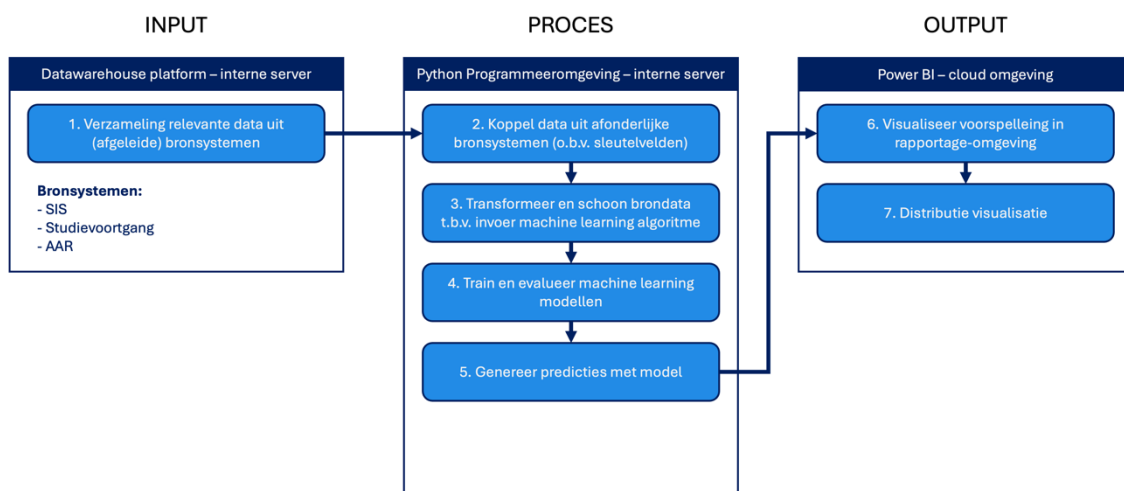 INPUT
PROCES
OUTPUT
Datawarehouse platform – interne server
1. Verzameling relevante data uit
(afgeleide) bronsystemen
Bronsystemen:
- SIS
- Studievoortgang
- AAR
Python Programmeeromgeving – interne server
2. Koppel data uit afonderlijke
bronsystemen (o.b.v. sleutelvelden)
3. Transformeer en schoon brondata
t.b.v. invoer machine learning algoritme
4. Train en evalueer machine learning
modellen
5. Genereer predicties met model
Power BI – cloud omgeving
6. Visualiseer voorspelleing in
rapportage-omgeving
7. Distributie visualisatie